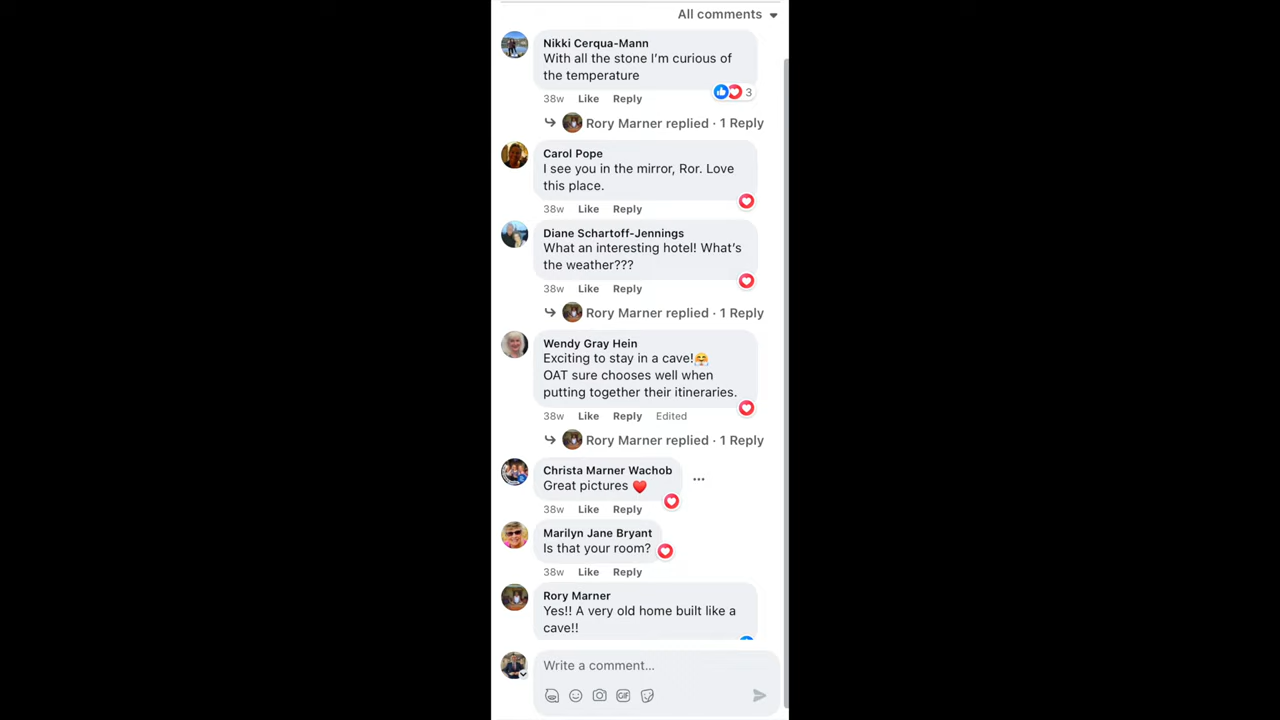 All comments
Nikki Cerqua-Mann
With all the stone I’m curious of
the temperature
3
38w Like Reply
Rory Marner replied · 1 Reply
Carol Pope
I see you in the mirror, Ror. Love
this place.
38w Like Reply
Diane Schartoff-Jennings
What an interesting hotel! What’s
the weather???
38w Like Reply
Rory Marner replied · 1 Reply
Wendy Gray Hein
Exciting to stay in a cave!🤗
OAT sure chooses well when
putting together their itineraries.
38w Like Reply Edited
Rory Marner replied · 1 Reply
Christa Marner Wachob
Great pictures ❤️
38w Like Reply
Marilyn Jane Bryant
Is that your room?
38w Like Reply
Rory Marner
Yes!! A very old home built like a
cave!!
Write a comment...
GIF